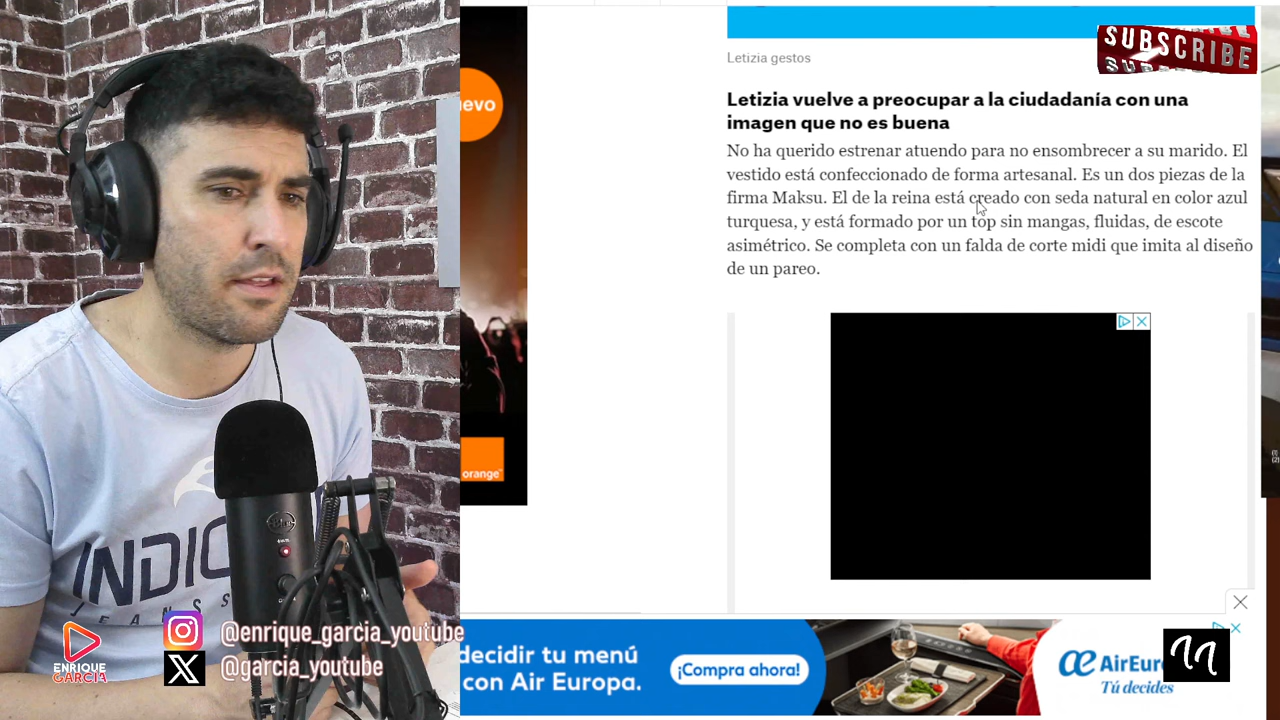 SUBSCRIBE
Letizia gestos
Letizia vuelve a preocupar a la ciudadanía con una
imagen que no es buena
No ha querido estrenar atuendo para no ensombrecer a su marido. El
vestido está confeccionado de forma artesanal. Es un dos piezas de la
firma Maksu. El de la reina está creado con seda natural en color azul
turquesa, y está formado por un top sin mangas, fluidas, de escote
asimétrico. Se completa con un falda de corte midi que imita al diseño
de un pareo.
evo
orange
INDIC
JEANS
@enrique_garcia_youtube
@garcia_youtube
ENRIQUE
GARCIA
decidir tu menú
con Air Europa.
¡Compra ahora!
AirEur
Tú decides